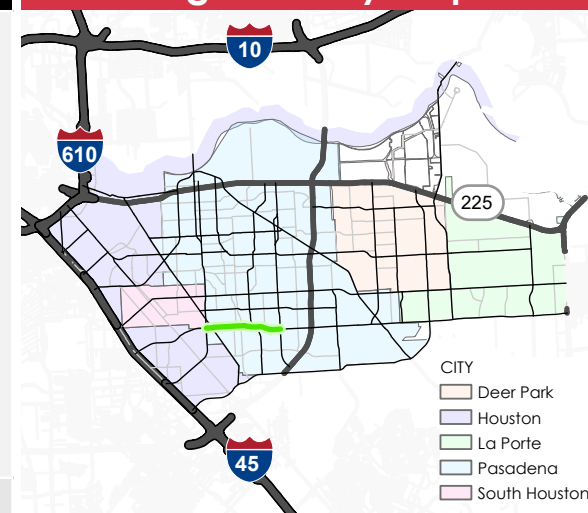 10
610
225
CITY
Deer Park
Houston
La Porte
Pasadena
South Houston
45